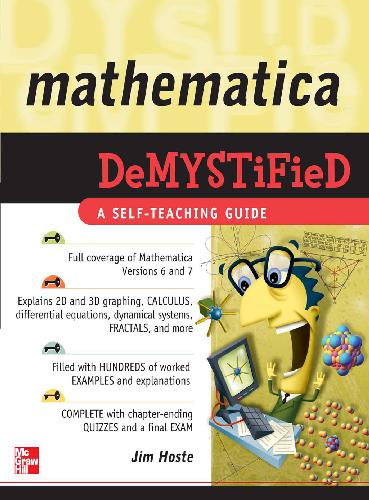 mathematica
DeMYSTiFieD
A SELF-TEACHING GUIDE
Full coverage of Mathematica
Versions 6 and 7
Explains 2D and 3D graphing, CALCULUS,
differential equations, dynamical systems,
FRACTALS, and more
Filled with HUNDREDS of worked
EXAMPLES and explanations
COMPLETE with chapter-ending
QUIZZES and a final EXAM
Mc
Graw
Hill
Jim Hoste